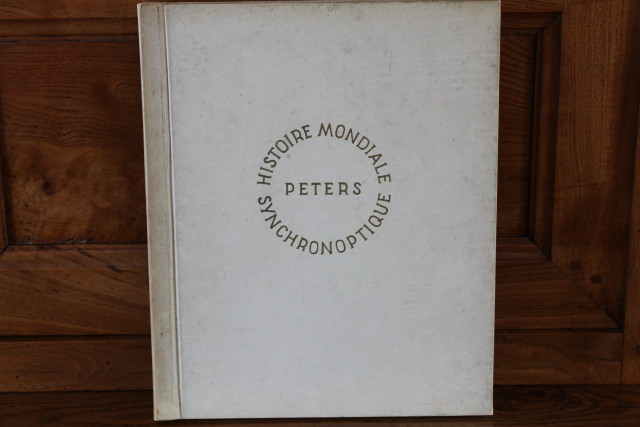 HISTOIRE MONDIALE
PETERS
SYNCHRONOPTIQUE